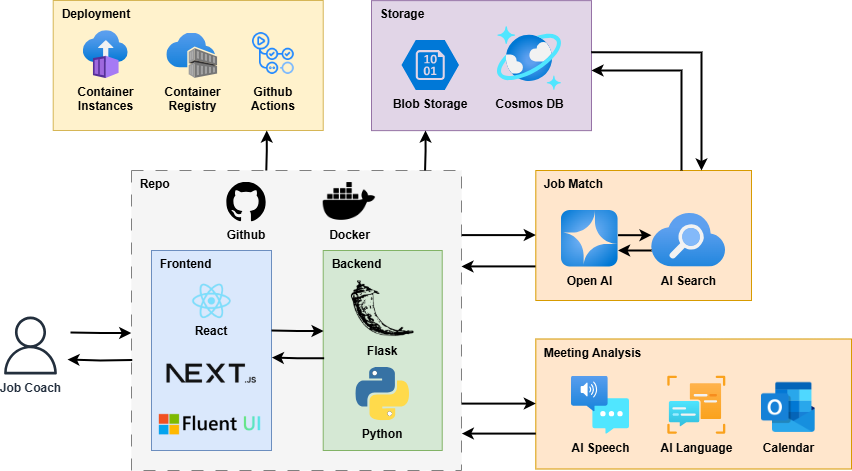 Deployment
Container
Instances
Container
Registry
Github
Actions
Storage
10
01
Blob Storage
Cosmos DB
Repo
Github
Docker
Job Match
Open AI
AI Search
Frontend
React
NEXT.JS
Fluent UI
Backend
Flask
Python
Job Coach
Meeting Analysis
AI Speech
AI Language
O
Calendar